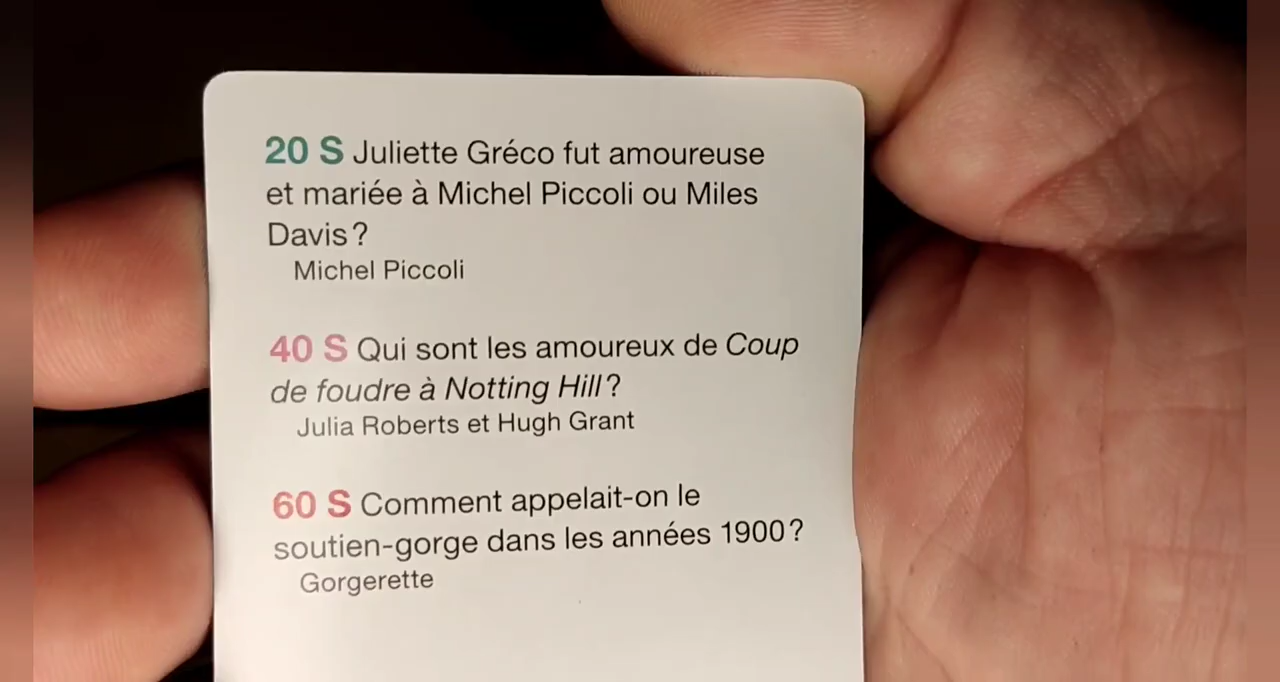 20 S Juliette Gréco fut amoureuse
et mariée à Michel Piccoli ou Miles
Davis ?
Michel Piccoli
40 S Qui sont les amoureux de Coup
de foudre à Notting Hill ?
Julia Roberts et Hugh Grant
60 S Comment appelait-on le
soutien-gorge dans les années 1900 ?
Gorgerette